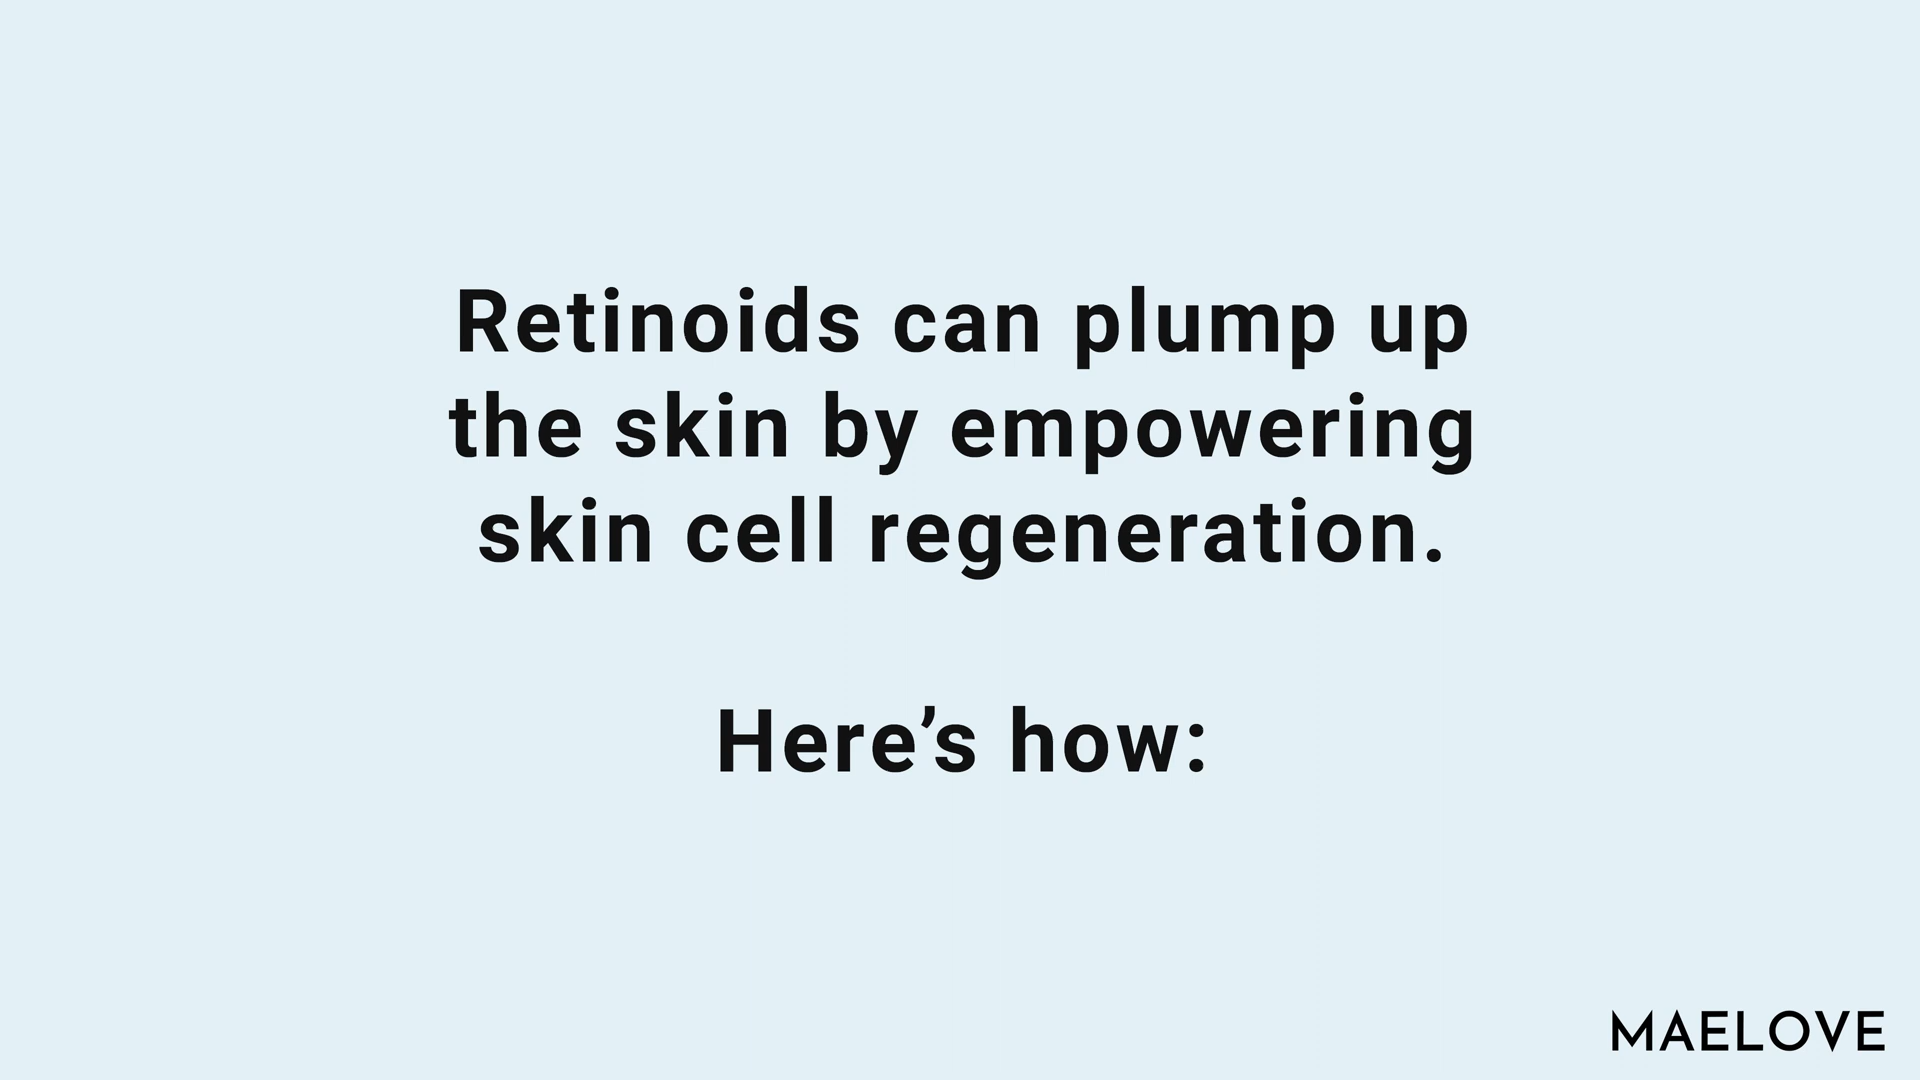 Retinoids can plump up
the skin by empowering
skin cell regeneration.
Here’s how:
MAELOVE